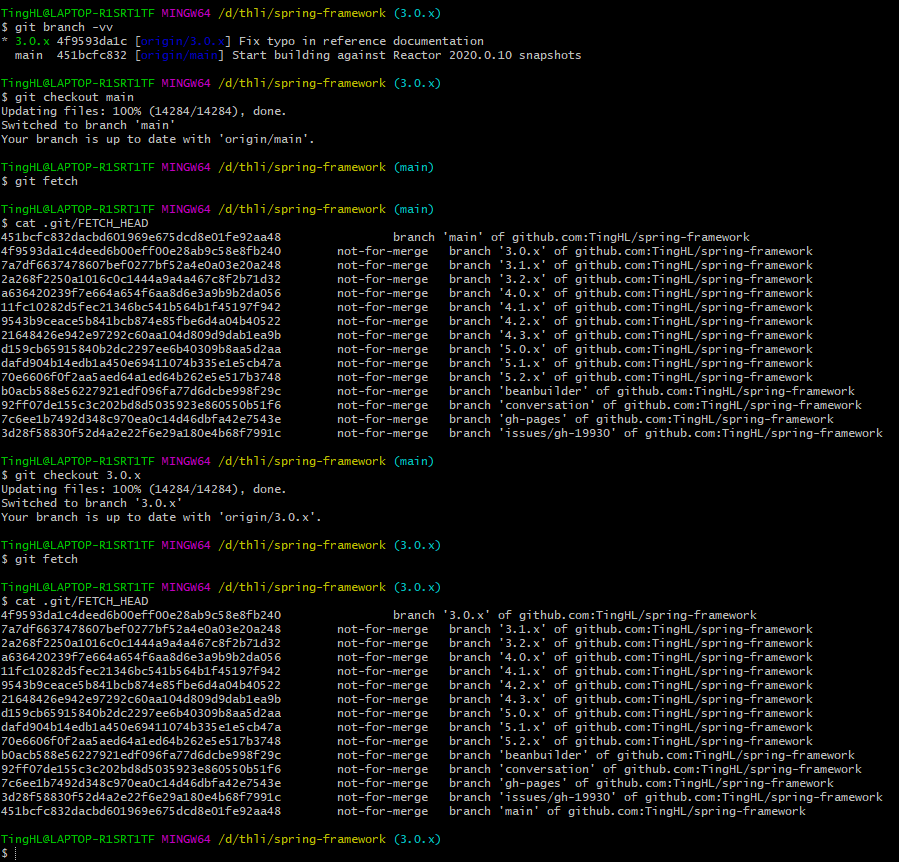 TingHL@LAPTOP-R1SRT1TF MINGW64 /d/thli/spring-framework (3.0.x)
$ git branch -vv
* 3.0.x 4f9593da1c [origin/3.0.x] Fix typo in reference documentation
  main  451bcfc832 [origin/main] Start building against Reactor 2020.0.10 snapshots

TingHL@LAPTOP-R1SRT1TF MINGW64 /d/thli/spring-framework (3.0.x)
$ git checkout main
Updating files: 100% (14284/14284), done.
Switched to branch 'main'
Your branch is up to date with 'origin/main'.

TingHL@LAPTOP-R1SRT1TF MINGW64 /d/thli/spring-framework (main)
$ git fetch

TingHL@LAPTOP-R1SRT1TF MINGW64 /d/thli/spring-framework (main)
$ cat .git/FETCH_HEAD
451bcfc832dacbd601969e675dcd8e01fe92aa48                branch 'main' of github.com:TingHL/spring-framework
4f9593da1c4deed6b00eff00e28ab9c58e8fb240        not-for-merge   branch '3.0.x' of github.com:TingHL/spring-framework
7a7df6637478607bef0277bf52a4e0a03e20a248        not-for-merge   branch '3.1.x' of github.com:TingHL/spring-framework
2a268f2250a1016c0c1444a9a4a467c8f2b71d32        not-for-merge   branch '3.2.x' of github.com:TingHL/spring-framework
a636420239f7e664a654f6aa8d6e3a9b9b2da056        not-for-merge   branch '4.0.x' of github.com:TingHL/spring-framework
11fc10282d5fec21346bc541b564b1f45197f942        not-for-merge   branch '4.1.x' of github.com:TingHL/spring-framework
9543b9ceace5b841bcb874e85fbe6d4a04b40522        not-for-merge   branch '4.2.x' of github.com:TingHL/spring-framework
21648426e942e97292c60aa104d809d9dab1ea9b        not-for-merge   branch '4.3.x' of github.com:TingHL/spring-framework
d159cb65915840b2dc2297ee6b40309b8aa5d2aa        not-for-merge   branch '5.0.x' of github.com:TingHL/spring-framework
dafd904b14edb1a450e69411074b335e1e5cb47a        not-for-merge   branch '5.1.x' of github.com:TingHL/spring-framework
70e6606f0f2aa5aed64a1ed64b262e5e517b3748        not-for-merge   branch '5.2.x' of github.com:TingHL/spring-framework
b0acb588e56227921edf096fa77d6dcbe998f29c        not-for-merge   branch 'beanbuilder' of github.com:TingHL/spring-framework
92ff07de155c3c202bd8d5035923e860550b51f6        not-for-merge   branch 'conversation' of github.com:TingHL/spring-framework
7c6ee1b7492d348c970ea0c14d46dbfa42e7543e        not-for-merge   branch 'gh-pages' of github.com:TingHL/spring-framework
3d28f58830f52d4a2e22f6e29a180e4b68f7991c        not-for-merge   branch 'issues/gh-19930' of github.com:TingHL/spring-framework

TingHL@LAPTOP-R1SRT1TF MINGW64 /d/thli/spring-framework (main)
$ git checkout 3.0.x
Updating files: 100% (14284/14284), done.
Switched to branch '3.0.x'
Your branch is up to date with 'origin/3.0.x'.

TingHL@LAPTOP-R1SRT1TF MINGW64 /d/thli/spring-framework (3.0.x)
$ git fetch

TingHL@LAPTOP-R1SRT1TF MINGW64 /d/thli/spring-framework (3.0.x)
$ cat .git/FETCH_HEAD
4f9593da1c4deed6b00eff00e28ab9c58e8fb240                branch '3.0.x' of github.com:TingHL/spring-framework
7a7df6637478607bef0277bf52a4e0a03e20a248        not-for-merge   branch '3.1.x' of github.com:TingHL/spring-framework
2a268f2250a1016c0c1444a9a4a467c8f2b71d32        not-for-merge   branch '3.2.x' of github.com:TingHL/spring-framework
a636420239f7e664a654f6aa8d6e3a9b9b2da056        not-for-merge   branch '4.0.x' of github.com:TingHL/spring-framework
11fc10282d5fec21346bc541b564b1f45197f942        not-for-merge   branch '4.1.x' of github.com:TingHL/spring-framework
9543b9ceace5b841bcb874e85fbe6d4a04b40522        not-for-merge   branch '4.2.x' of github.com:TingHL/spring-framework
21648426e942e97292c60aa104d809d9dab1ea9b        not-for-merge   branch '4.3.x' of github.com:TingHL/spring-framework
d159cb65915840b2dc2297ee6b40309b8aa5d2aa        not-for-merge   branch '5.0.x' of github.com:TingHL/spring-framework
dafd904b14edb1a450e69411074b335e1e5cb47a        not-for-merge   branch '5.1.x' of github.com:TingHL/spring-framework
70e6606f0f2aa5aed64a1ed64b262e5e517b3748        not-for-merge   branch '5.2.x' of github.com:TingHL/spring-framework
b0acb588e56227921edf096fa77d6dcbe998f29c        not-for-merge   branch 'beanbuilder' of github.com:TingHL/spring-framework
92ff07de155c3c202bd8d5035923e860550b51f6        not-for-merge   branch 'conversation' of github.com:TingHL/spring-framework
7c6ee1b7492d348c970ea0c14d46dbfa42e7543e        not-for-merge   branch 'gh-pages' of github.com:TingHL/spring-framework
3d28f58830f52d4a2e22f6e29a180e4b68f7991c        not-for-merge   branch 'issues/gh-19930' of github.com:TingHL/spring-framework
451bcfc832dacbd601969e675dcd8e01fe92aa48        not-for-merge   branch 'main' of github.com:TingHL/spring-framework

TingHL@LAPTOP-R1SRT1TF MINGW64 /d/thli/spring-framework (3.0.x)
$